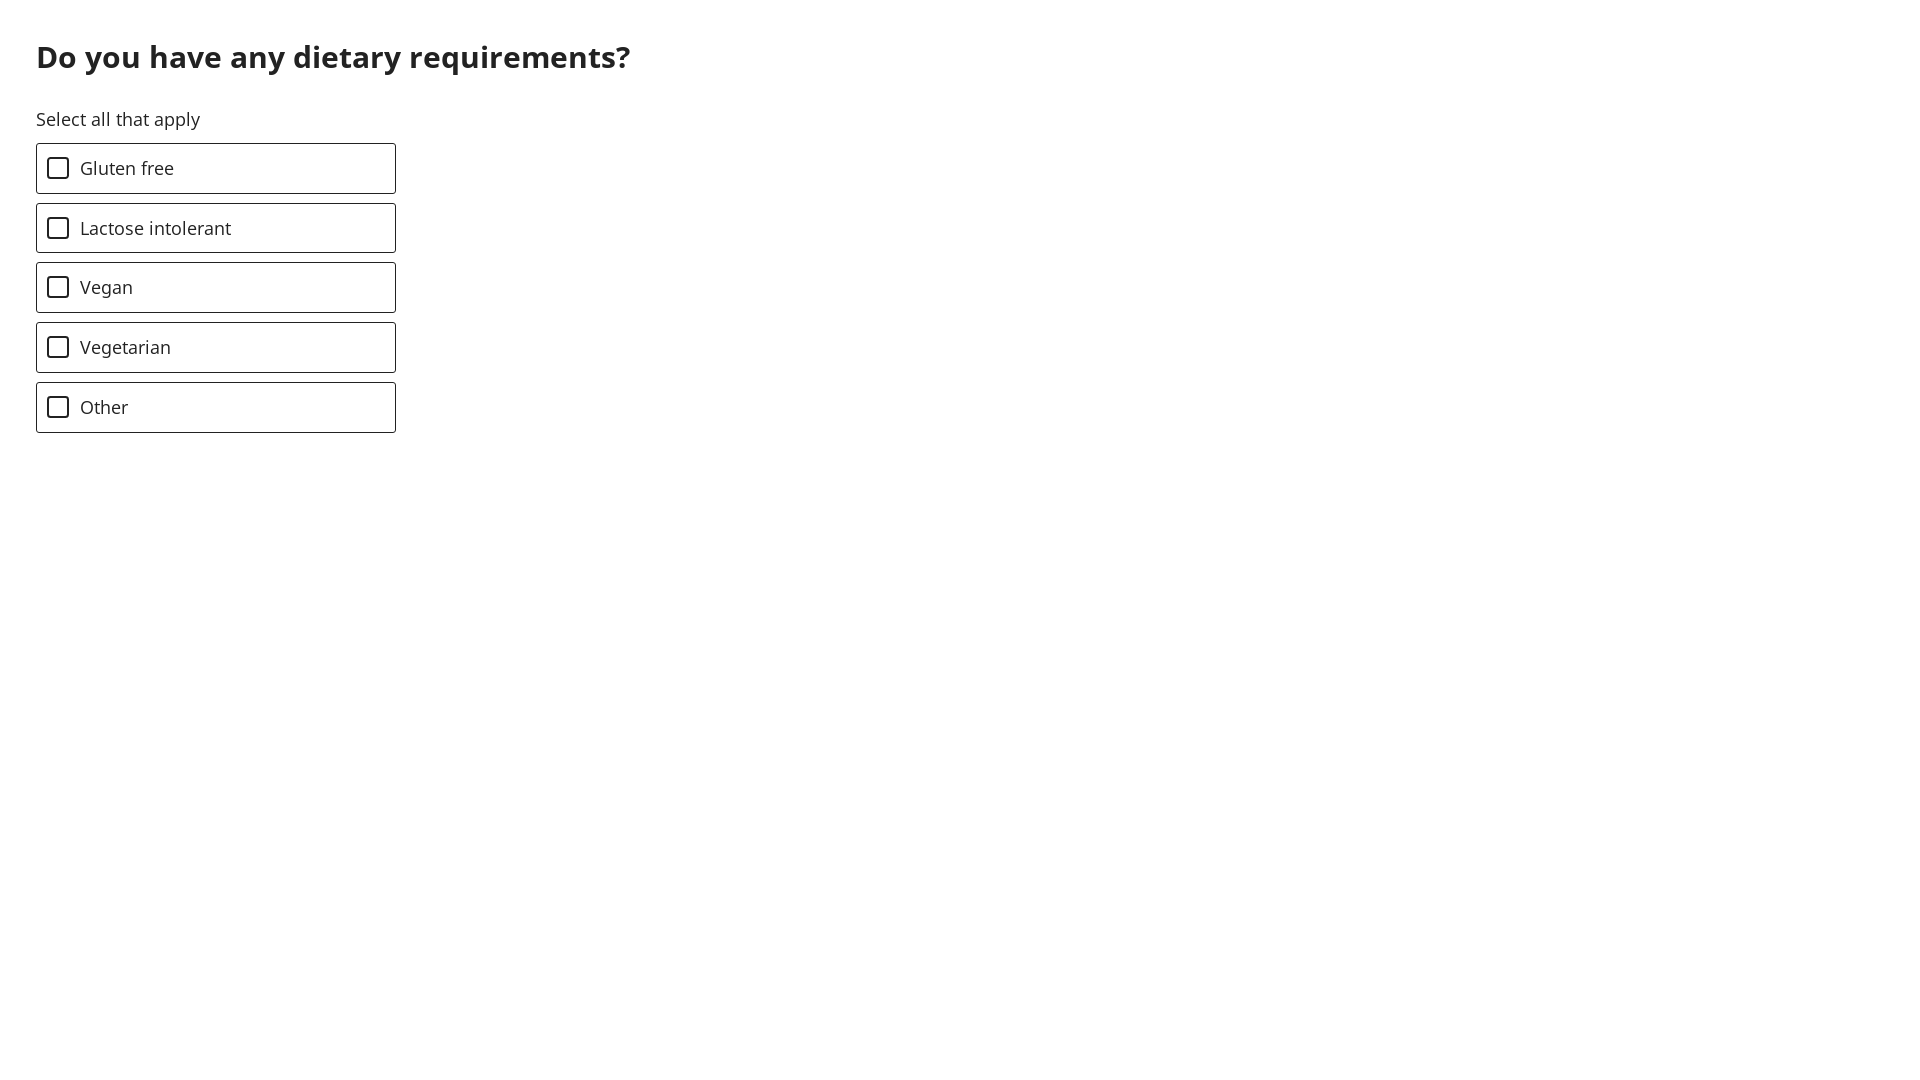 Do you have any dietary requirements?
Select all that apply
Gluten free
Lactose intolerant
Vegan
Vegetarian
Other